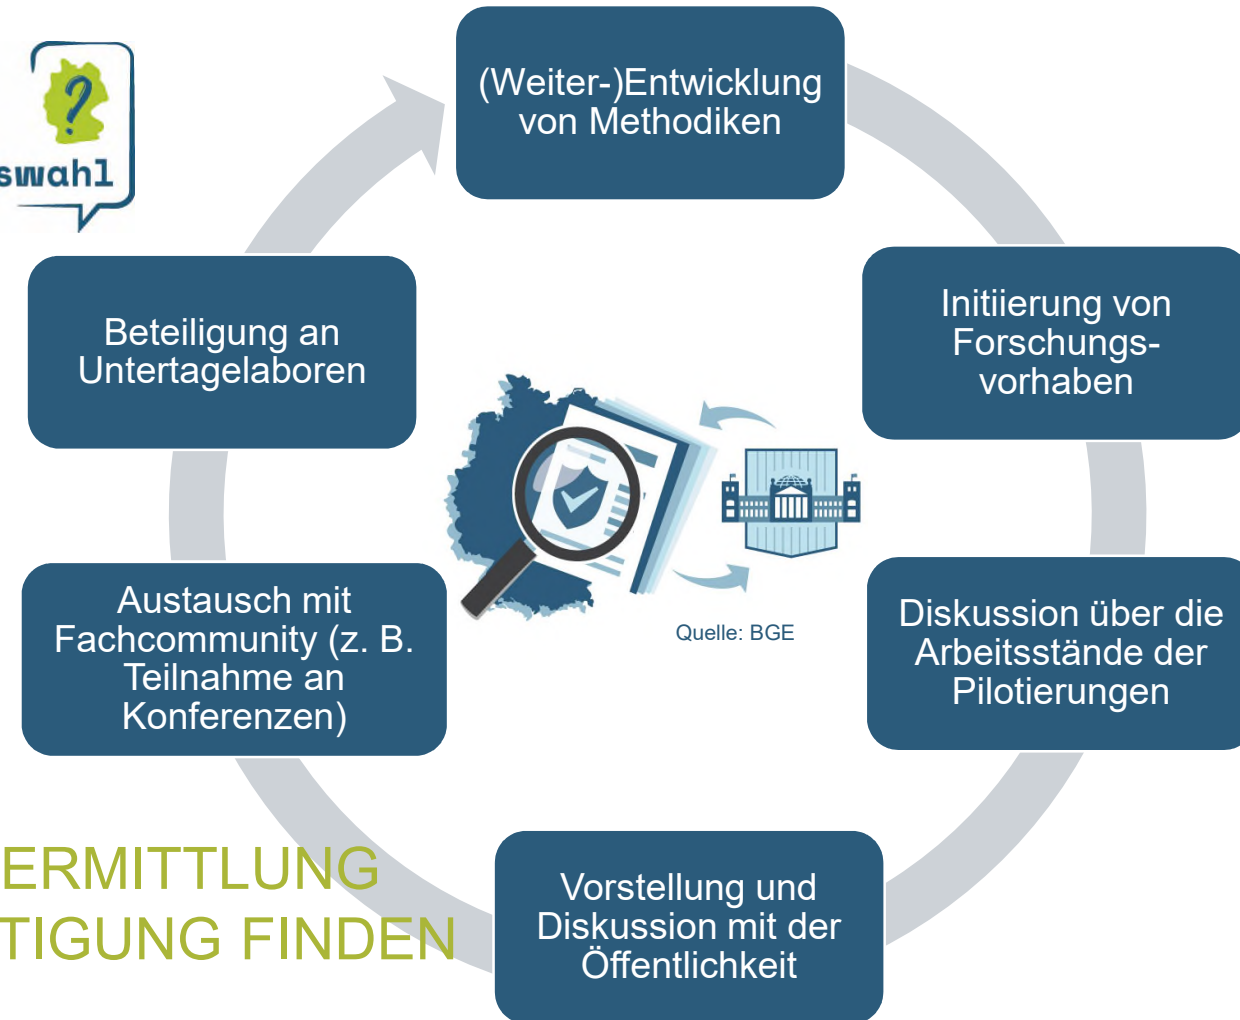 swahl
(Weiter-)Entwicklung
von Methodiken
Initiierung von
Forschungs-
vorhaben
Diskussion über die
Arbeitsstände der
Pilotierungen
Vorstellung und
Diskussion mit der
Öffentlichkeit
Austausch mit
Fachcommunity (z. B.
Teilnahme an
Konferenzen)
Beteiligung an
Untertagelaboren
?
Quelle: BGE
ERMITTLUNG
TIGUNG FINDEN